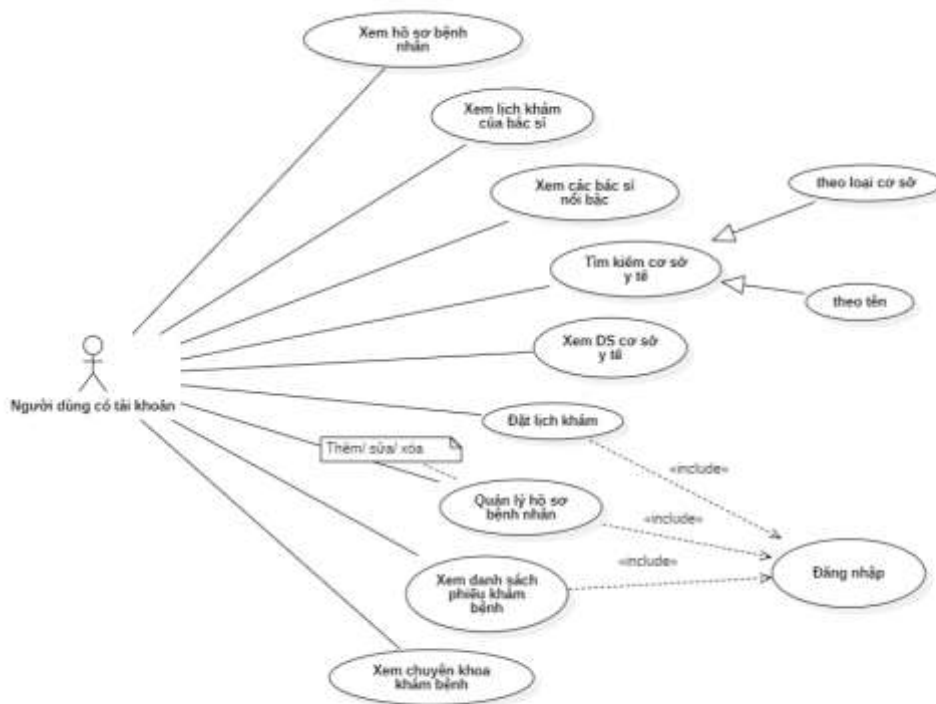 Xem hồ sơ bệnh
nhân
Xem lịch khám
của bác sĩ
Xem các bác sĩ
nổi bậc
theo loại cơ sở
Tìm kiếm cơ sở
y tế
theo tên
Xem DS cơ sở
y tế
Người dùng có tài khoản
Đặt lịch khám
Thêm/ sửa/ xóa
«include»
Quản lý hồ sơ
bệnh nhân
«include»
«include»
Đăng nhập
Xem danh sách
phiếu khám
bệnh
Xem chuyên khoa
khám bệnh